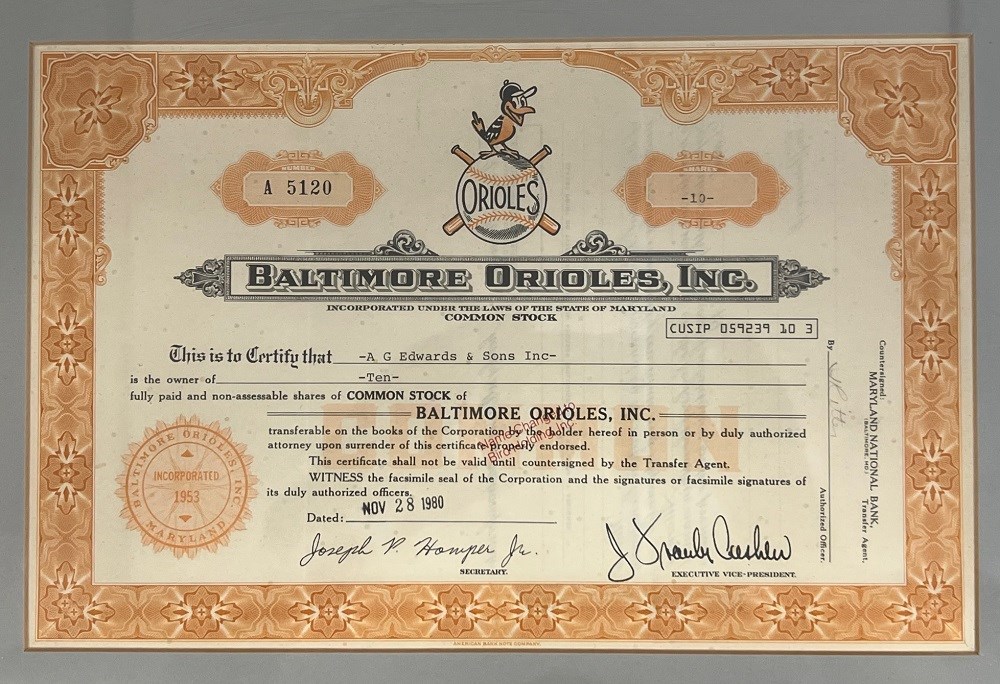 NUMBER
A 5120
ORIOLES
SHARES
-10-
BALTIMORE ORIOLES, INC.
INCORPORATED UNDER THE LAWS OF THE STATE OF MARYLAND
COMMON STOCK
CUSIP 059239 10 3
This is to Certify that -A G Edwards & Sons Inc-
is the owner of -Ten-
fully paid and non-assessable shares of COMMON STOCK of
BALTIMORE ORIOLES, INC.
transferable on the books of the Corporation by the holder hereof in person or by duly authorized
attorney upon surrender of this certificate properly endorsed.
This certificate shall not be valid until countersigned by the Transfer Agent.
WITNESS the facsimile seal of the Corporation and the signatures or facsimile signatures of
its duly authorized officers.
Name Changed to
Bird Holding, Inc.
Dated: NOV 28 1980
Joseph P. Hamper Jr.
SECRETARY.
EXECUTIVE VICE-PRESIDENT.
BALTIMORE ORIOLES, INC.
INCORPORATED
1953
MARYLAND
Countersigned:
MARYLAND NATIONAL BANK,
(BALTIMORE, MD.)
Transfer Agent.
By
Authorized Officer.
AMERICAN BANK NOTE COMPANY.